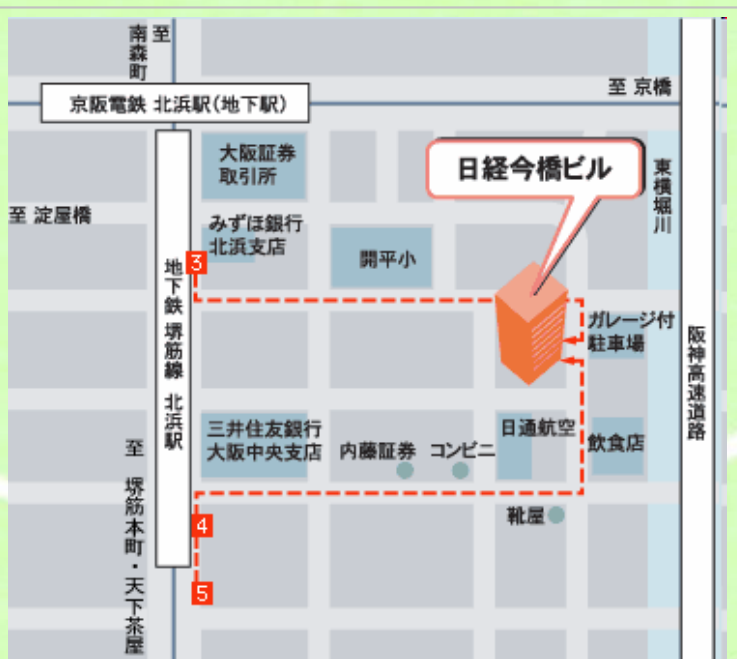 至
南森町
至 京橋
京阪電鉄 北浜駅(地下駅)
大阪証券
取引所
日経今橋ビル
東横堀川
至 淀屋橋
みずほ銀行
北浜支店
開平小
3
地下鉄 堺筋線 北浜駅
ガレージ付
駐車場
阪神高速道路
三井住友銀行
大阪中央支店
内藤証券
コンビニ
日通航空
飲食店
至 堺筋本町・天下茶屋
4
靴屋
5